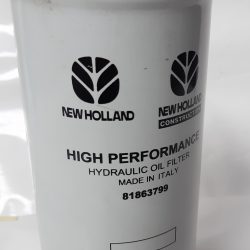 NEW HOLLAND NEW HOLLAND
CONSTRUCTION
HIGH PERFORMANCE
HYDRAULIC OIL FILTER
MADE IN ITALY
81863799